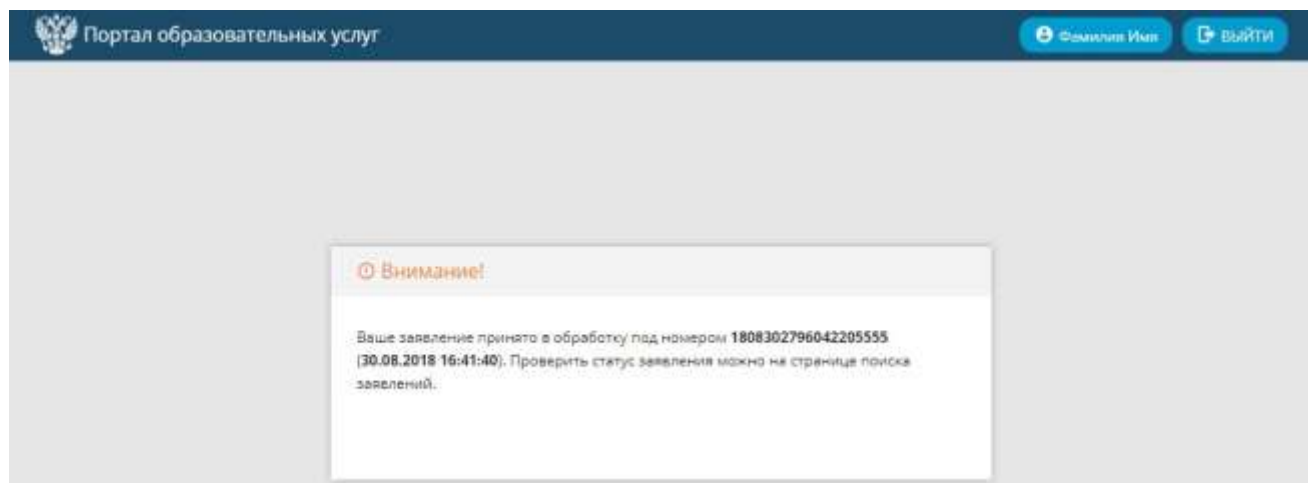 Портал образовательных услуг
Фамилия Имя
ВЫЙТИ
Внимание!
Ваше заявление принято в обработку под номером 1808302796042205555
(30.08.2018 16:41:40). Проверить статус заявления можно на странице поиска
заявлений.